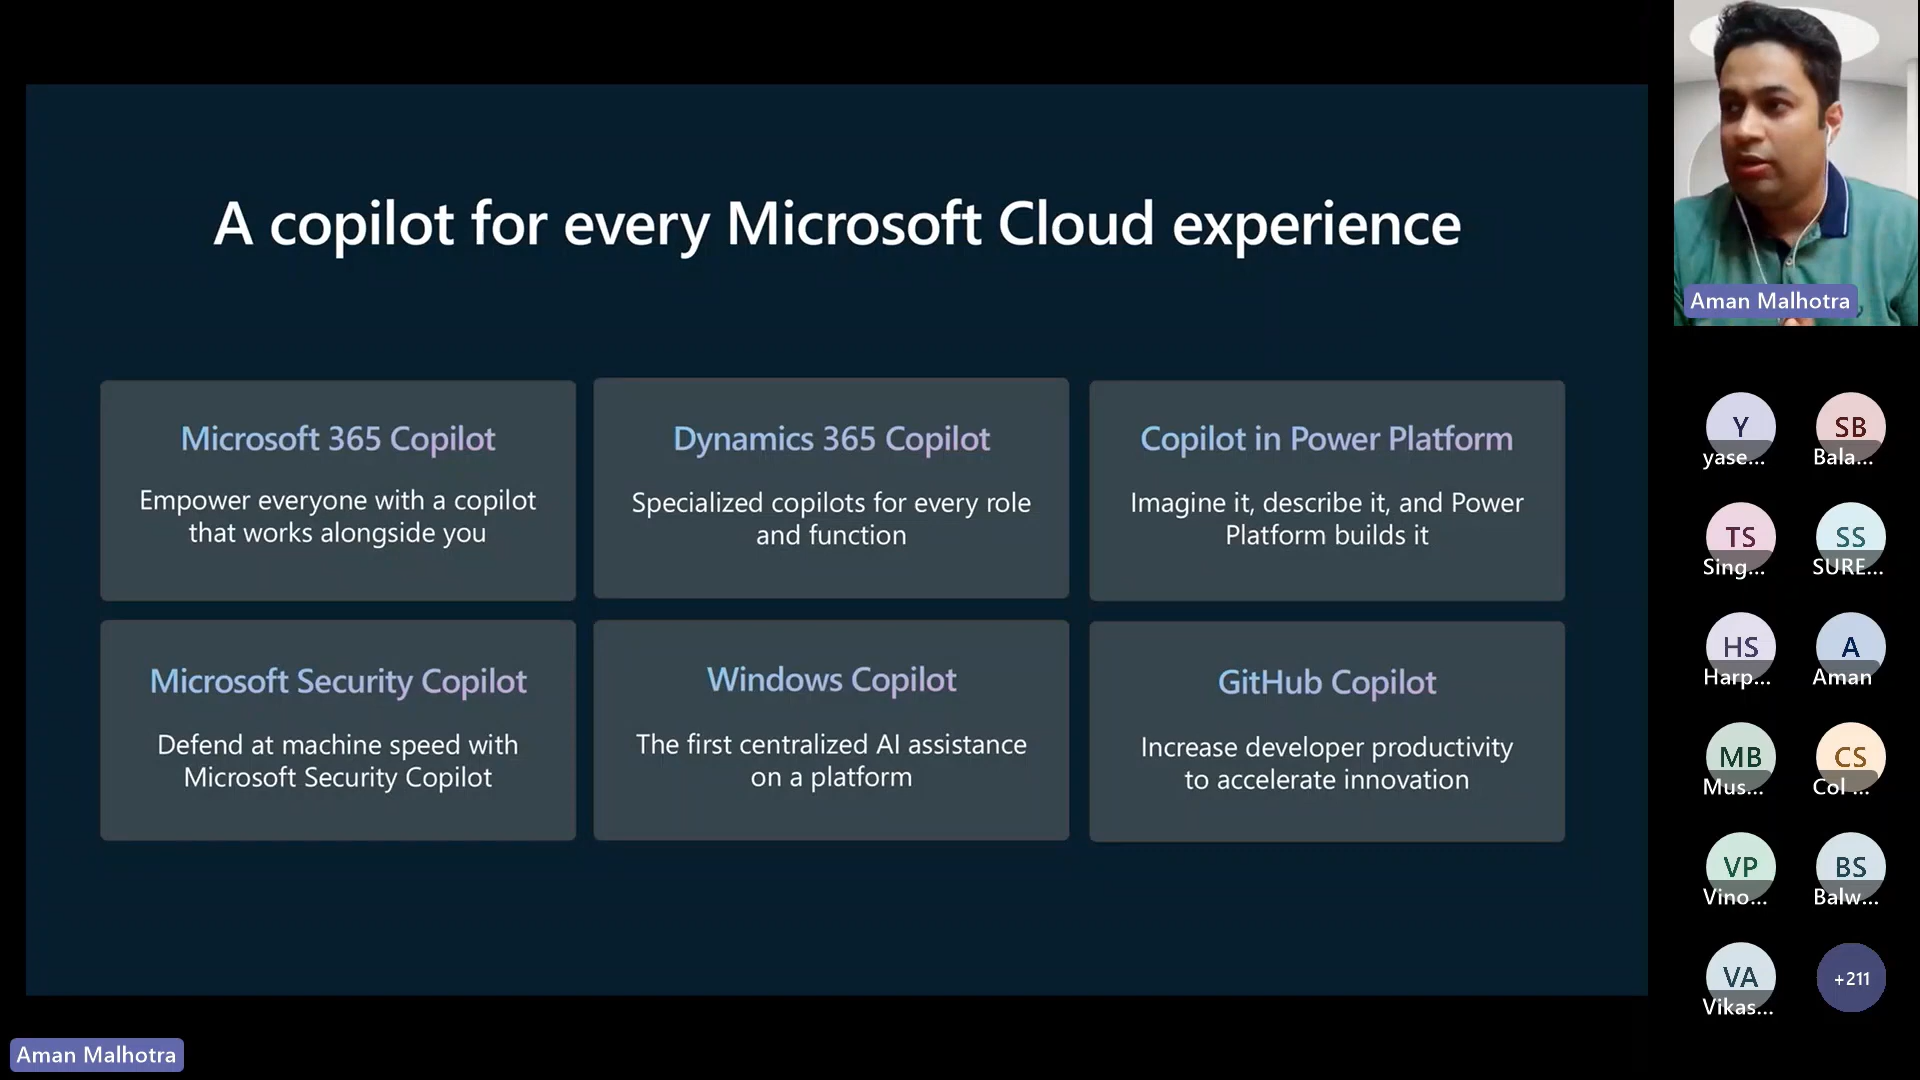 A copilot for every Microsoft Cloud experience
Microsoft 365 Copilot
Empower everyone with a copilot
that works alongside you
Dynamics 365 Copilot
Specialized copilots for every role
and function
Copilot in Power Platform
Imagine it, describe it, and Power
Platform builds it
Microsoft Security Copilot
Defend at machine speed with
Microsoft Security Copilot
Windows Copilot
The first centralized AI assistance
on a platform
GitHub Copilot
Increase developer productivity
to accelerate innovation
Aman Malhotra
Y
yase...
SB
Bala...
TS
Sing...
SS
SURE...
HS
Harp...
A
Aman
MB
Mus...
CS
Col ...
VP
Vino...
BS
Balw...
VA
Vikas...
+211
Aman Malhotra